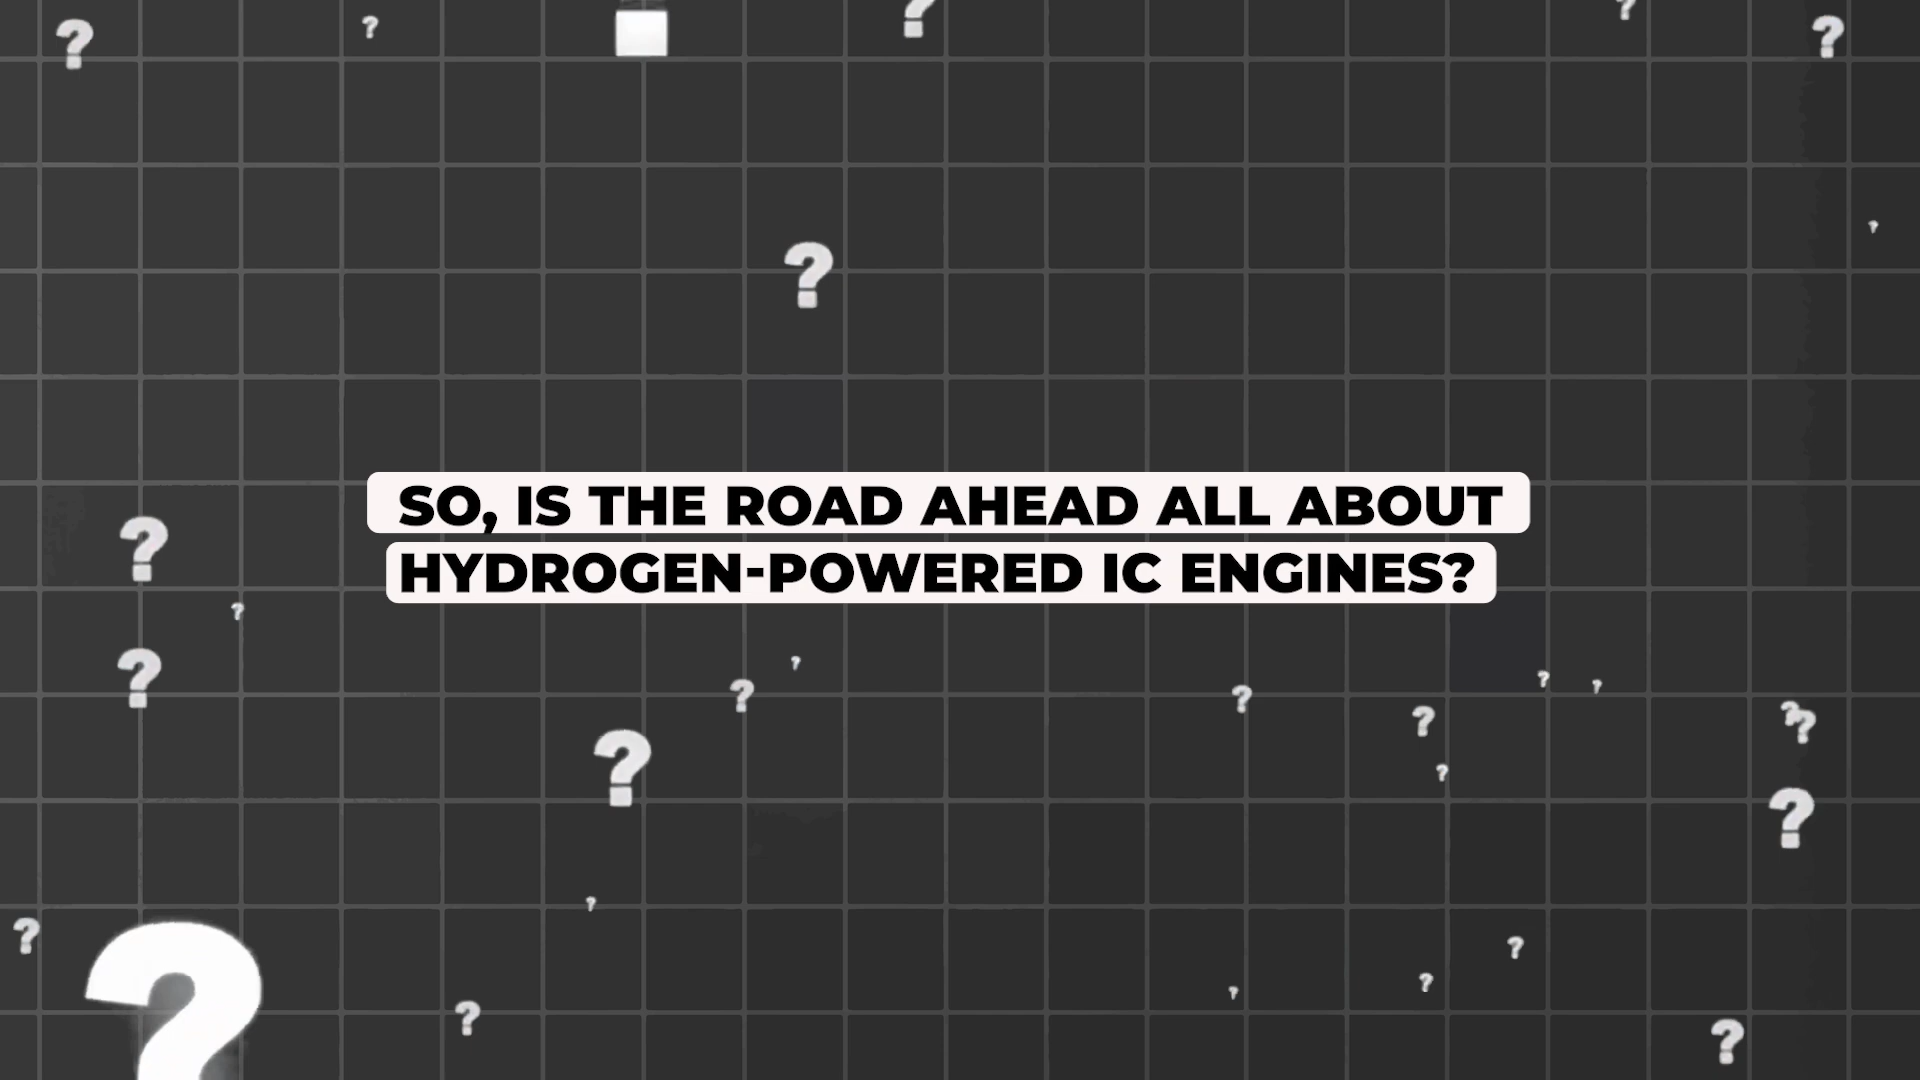 SO, IS THE ROAD AHEAD ALL ABOUT
HYDROGEN-POWERED IC ENGINES?